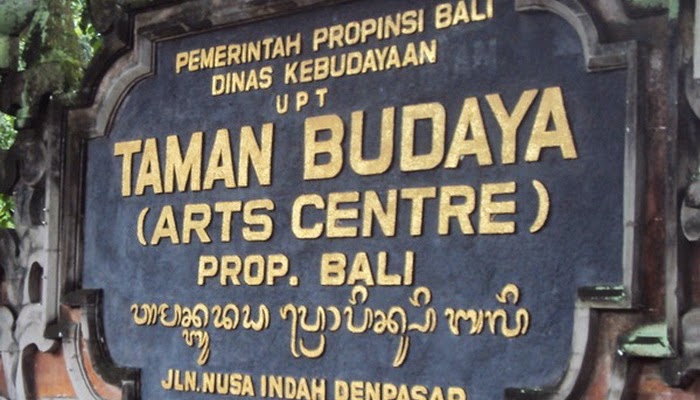 PEMERINTAH PROPINSI BALI
DINAS KEBUDAYAAN
UPT
TAMAN BUDAYA
(ARTS CENTRE)
PROP. BALI
JLN.NUSA INDAH DENPASAR